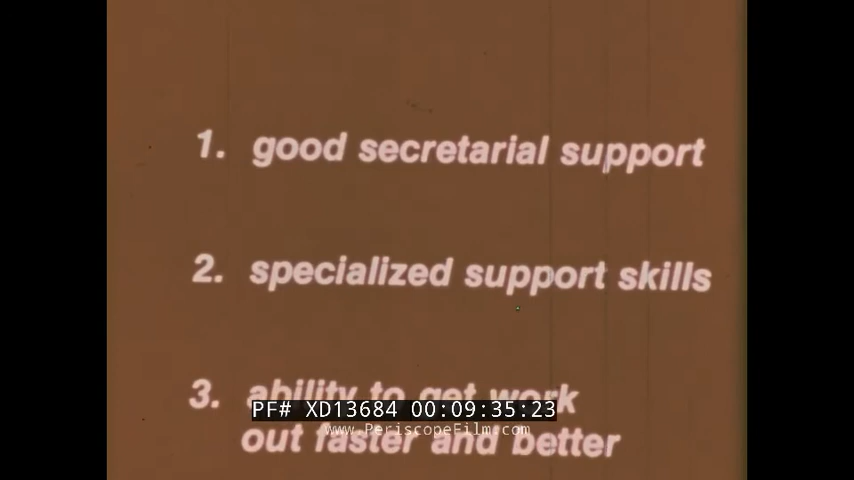 1. good secretarial support
2. specialized support skills
3. ability to get work
PF# XD13684 00:09:35:23
www.PeriscopeFilm.com
out faster and better